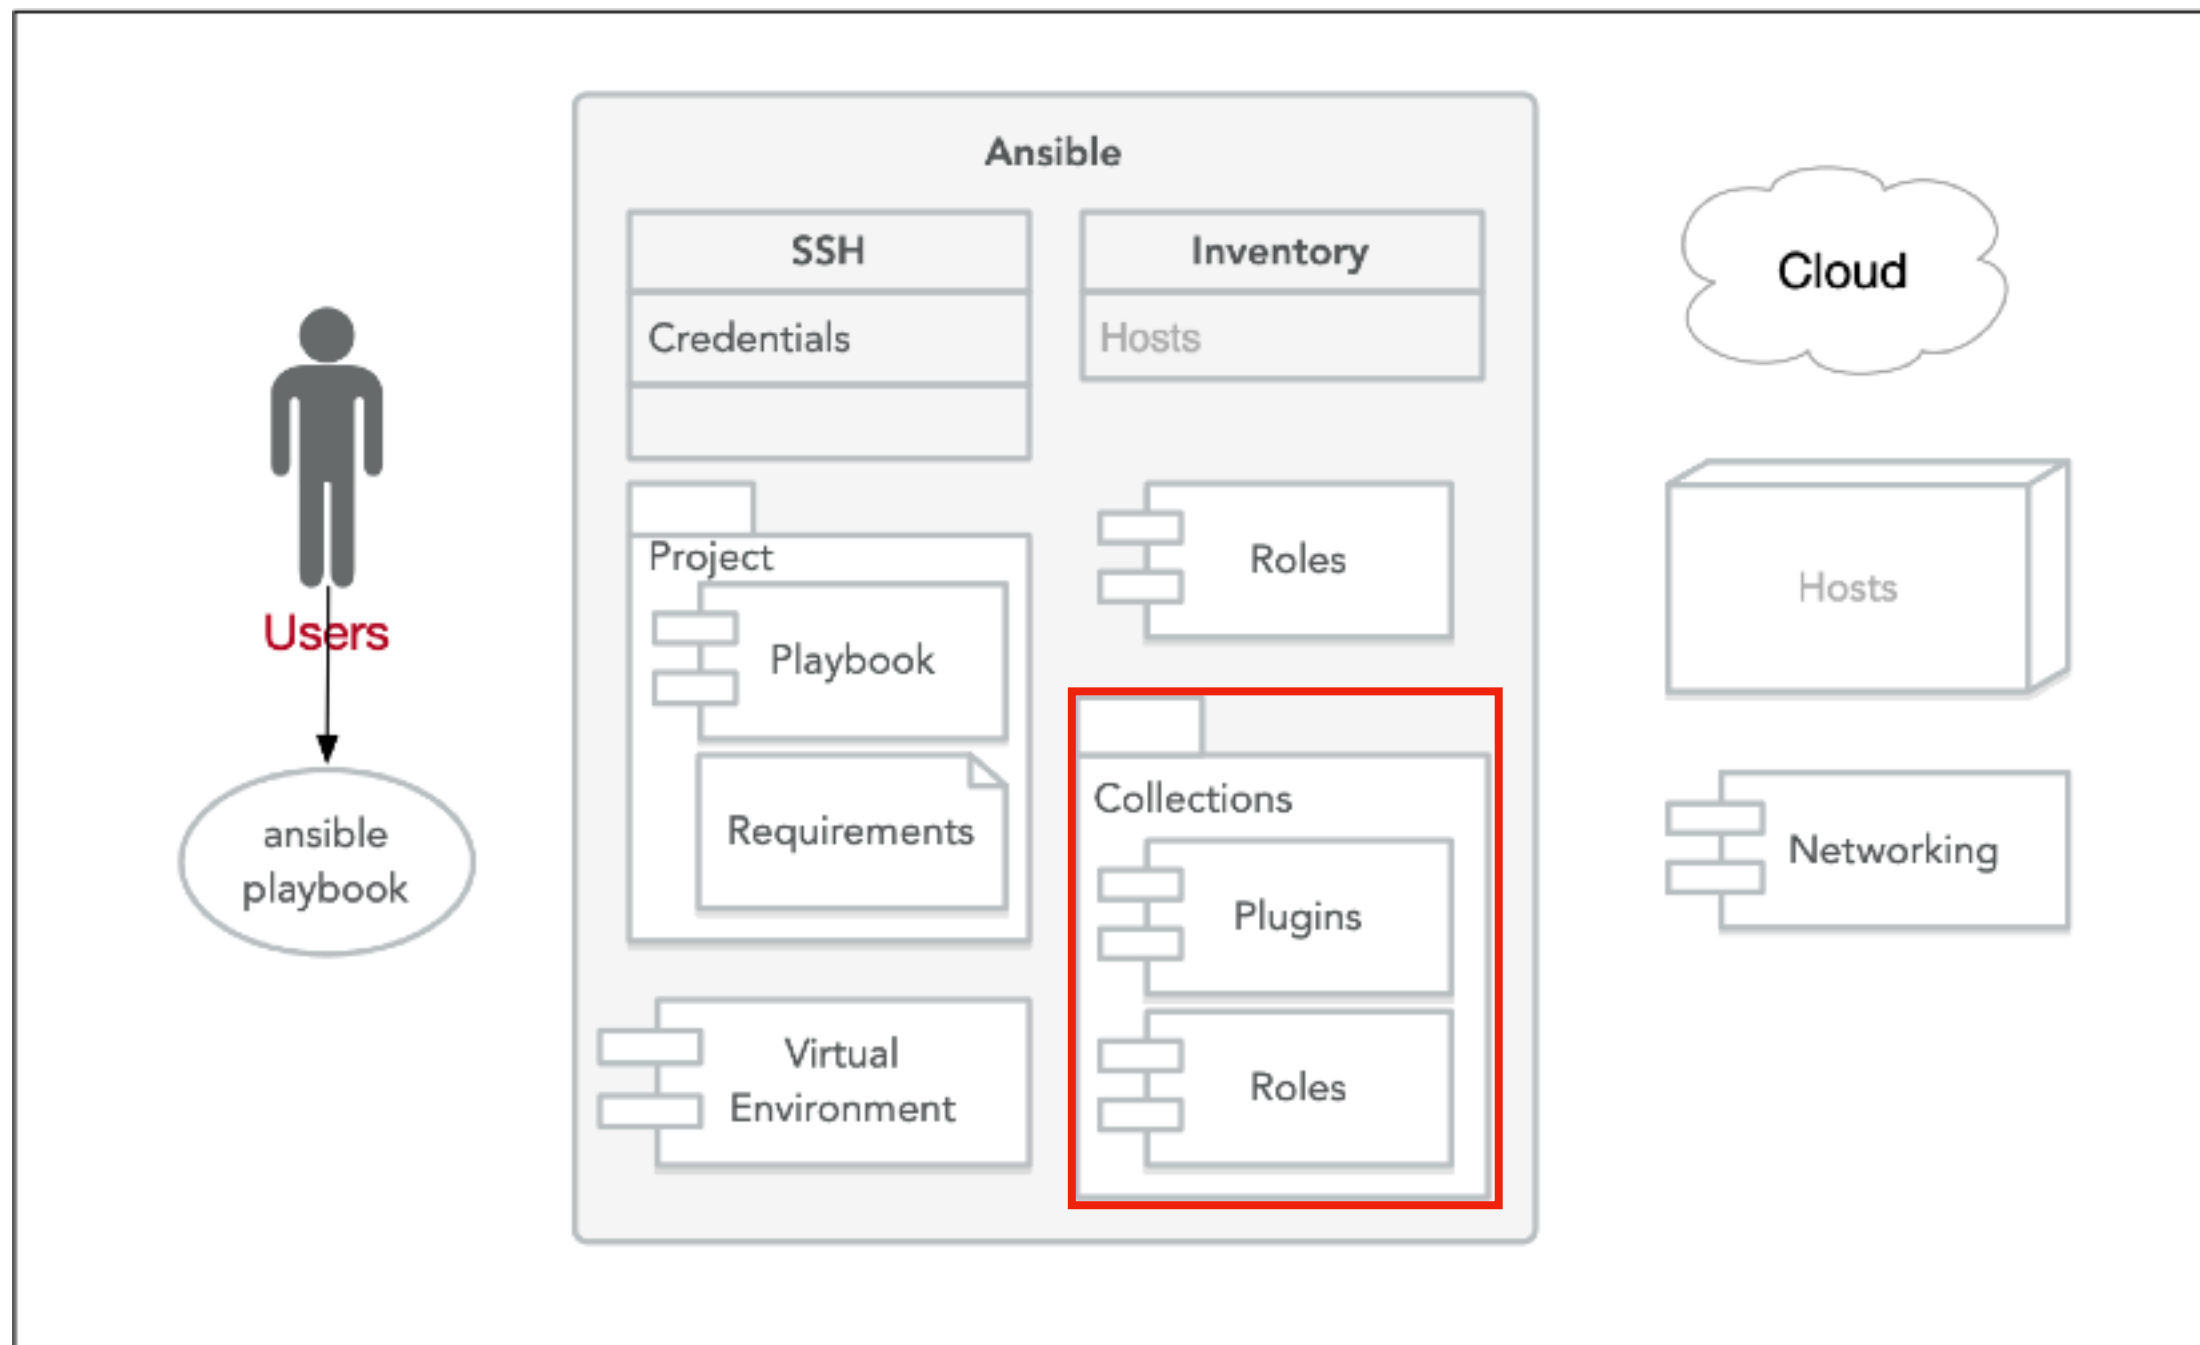 Ansible
SSH
Credentials
Inventory
Hosts
Cloud
Users
ansible
playbook
Project
Playbook
Requirements
Virtual
Environment
Roles
Collections
Plugins
Roles
Hosts
Networking